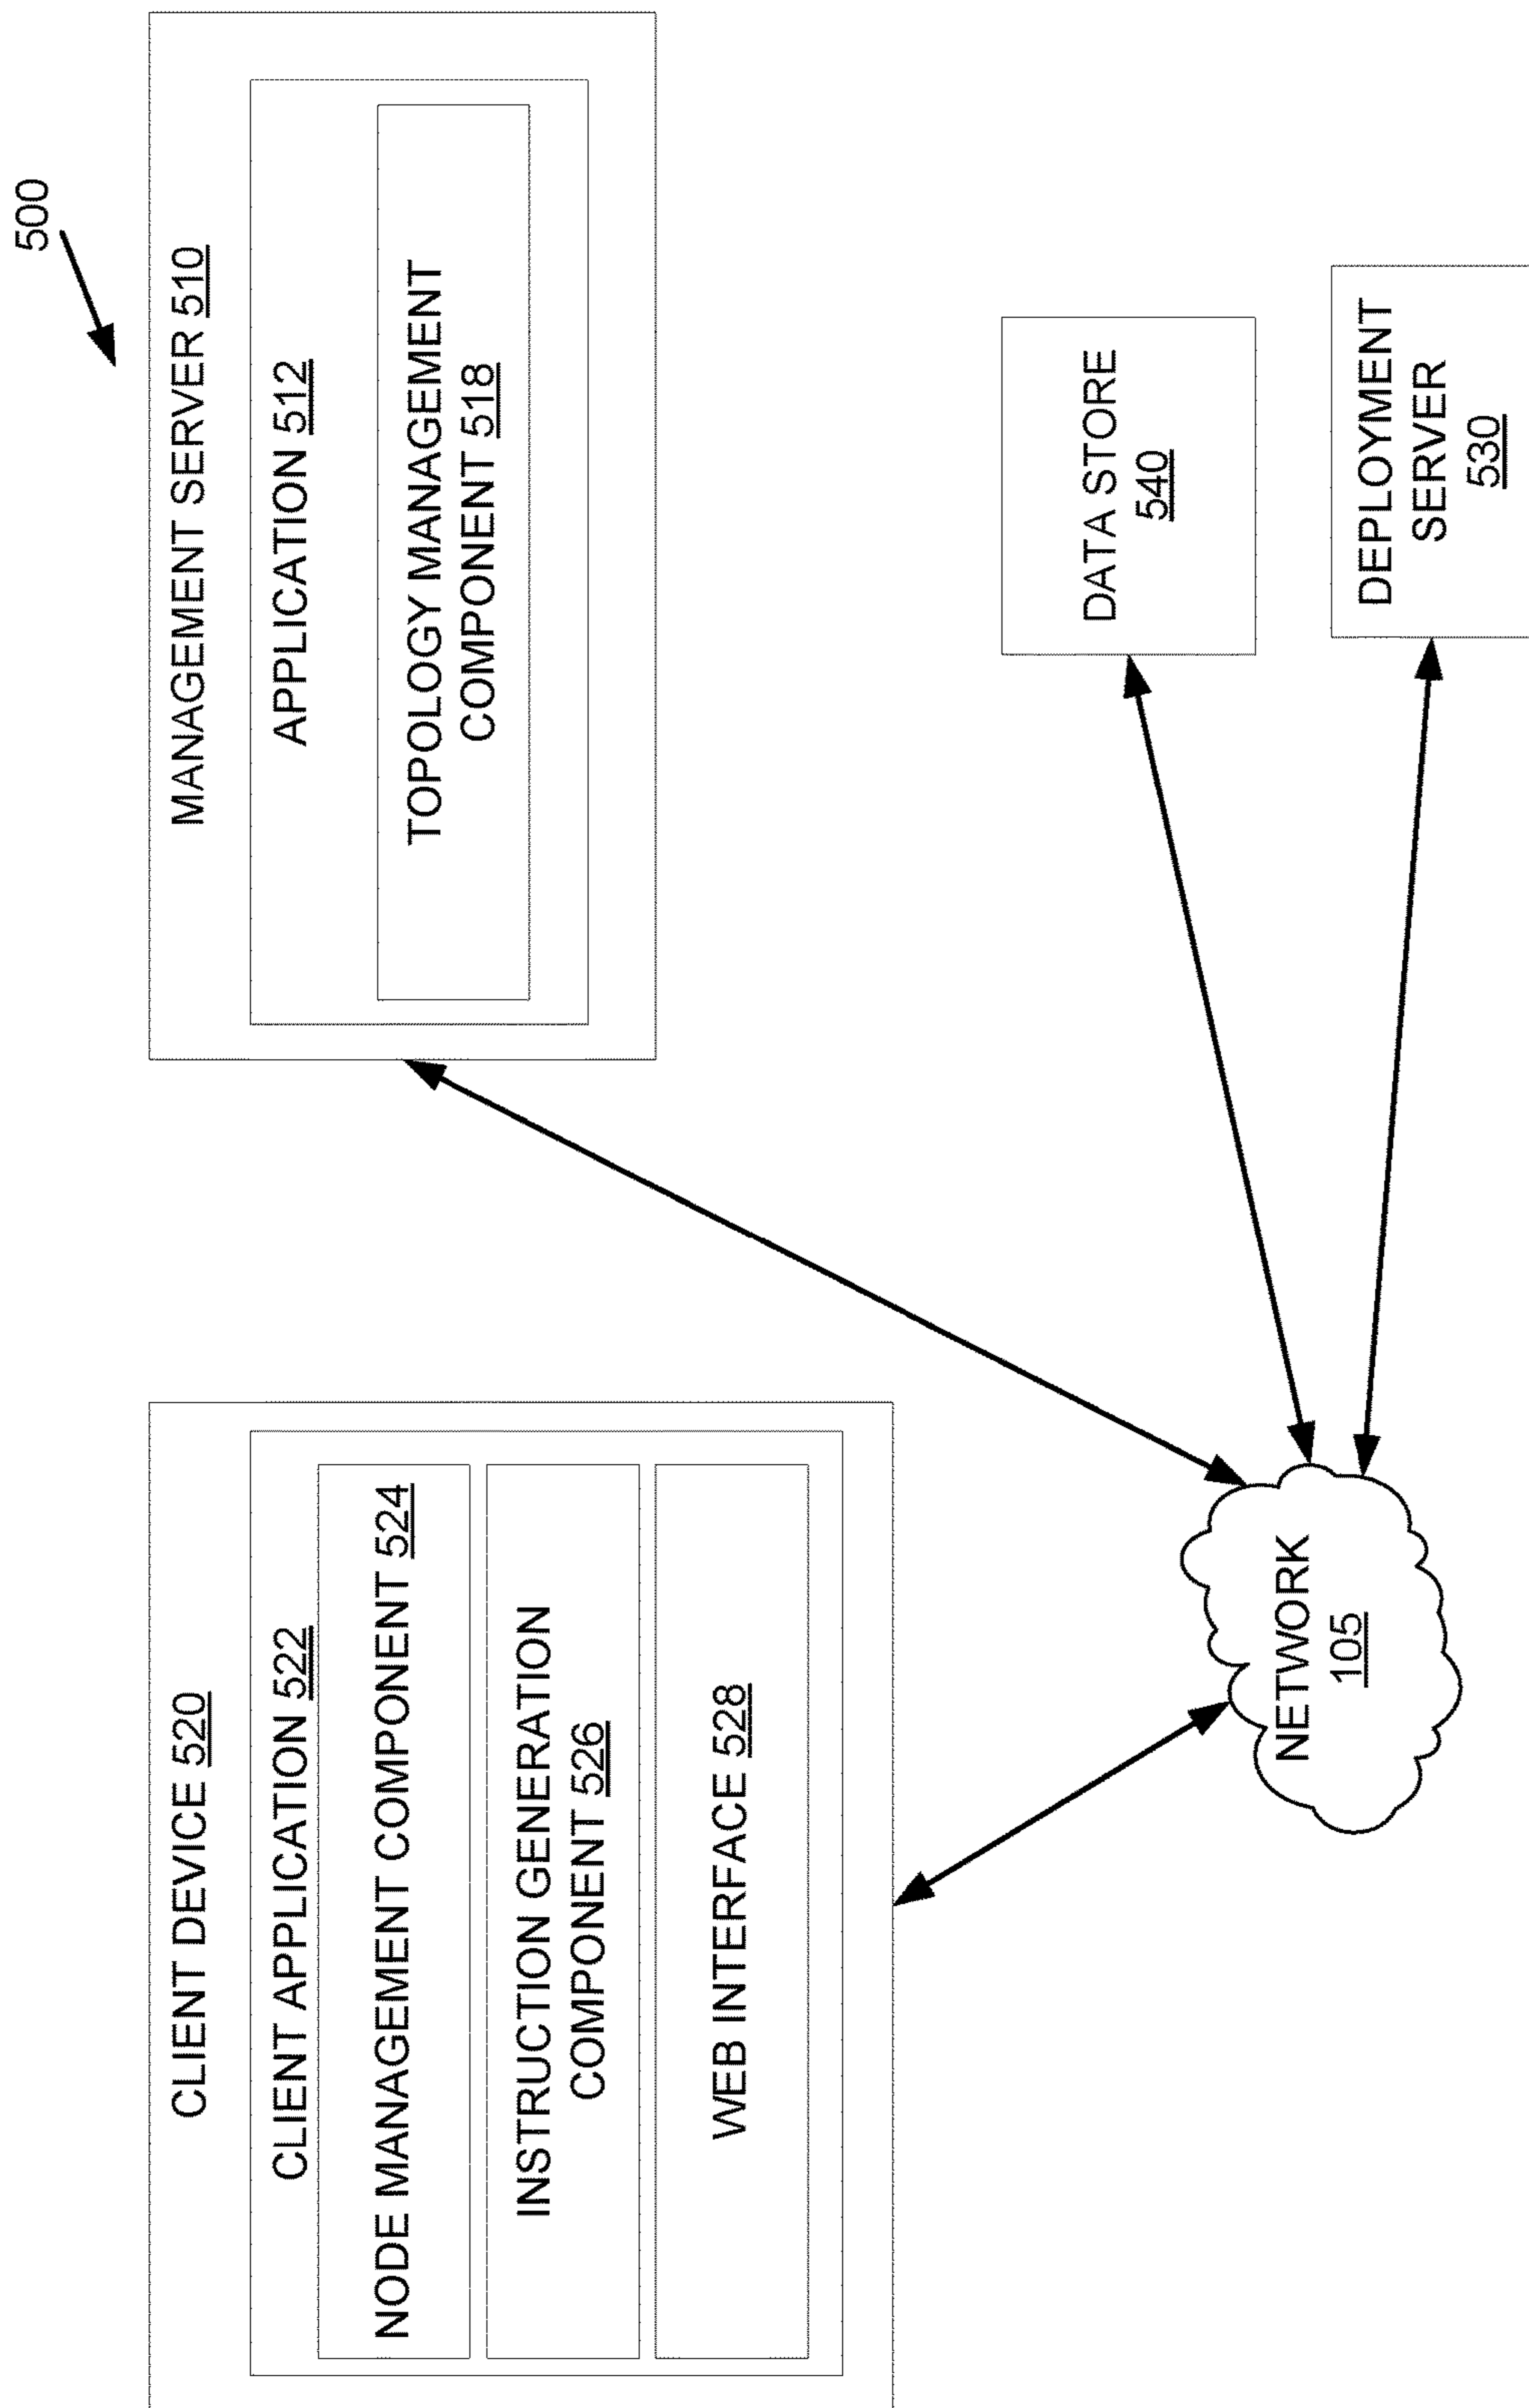 500
CLIENT DEVICE 520
CLIENT APPLICATION 522
NODE MANAGEMENT COMPONENT 524
INSTRUCTION GENERATION
COMPONENT 526
WEB INTERFACE 528
MANAGEMENT SERVER 510
APPLICATION 512
TOPOLOGY MANAGEMENT
COMPONENT 518
NETWORK
105
DATA STORE
540
DEPLOYMENT
SERVER
530